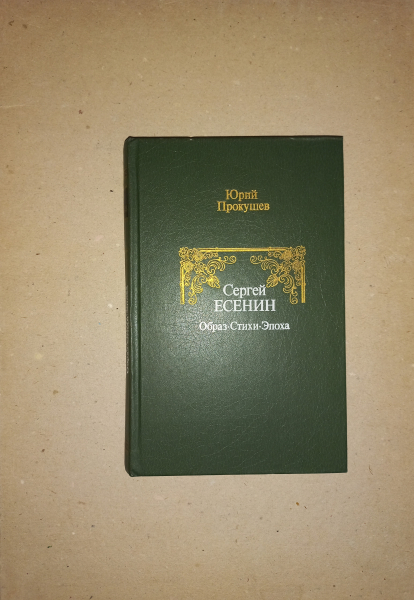 Юрий
Прокушев
Сергей
ЕСЕНИН
Образ·Стихи·Эпоха